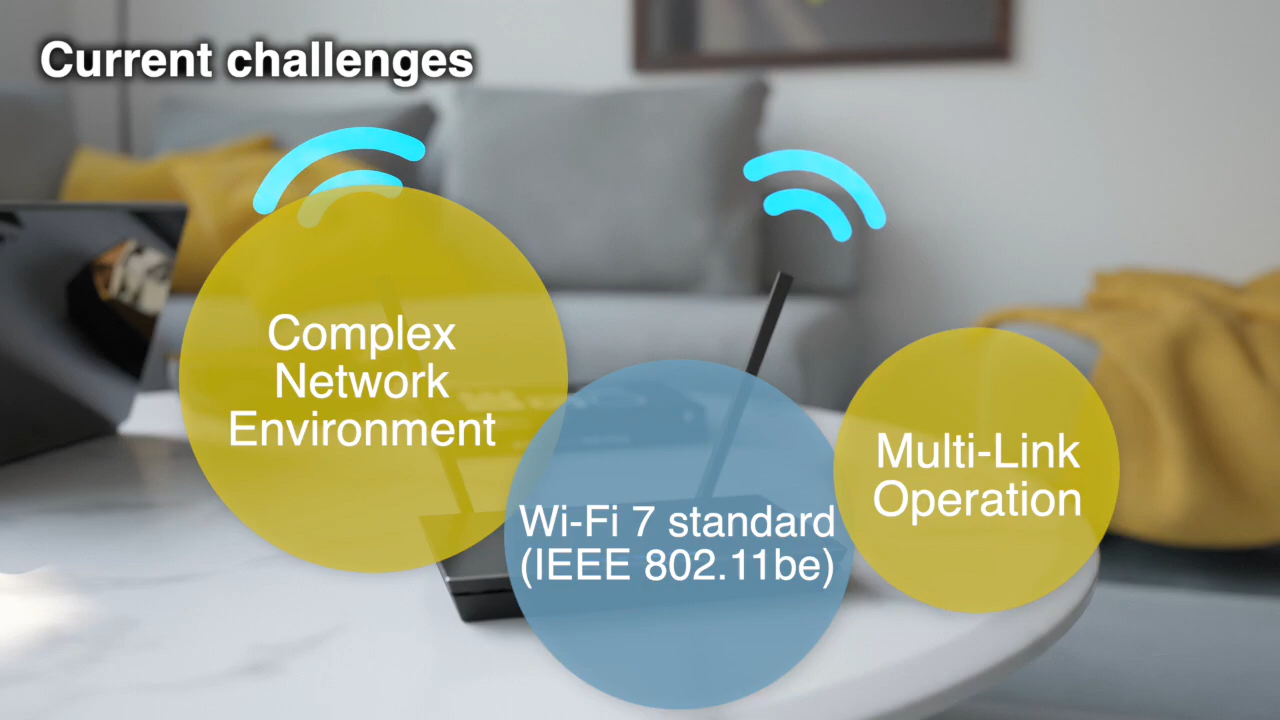 Current challenges
Complex
Network
Environment
Wi-Fi 7 standard
(IEEE 802.11be)
Multi-Link
Operation